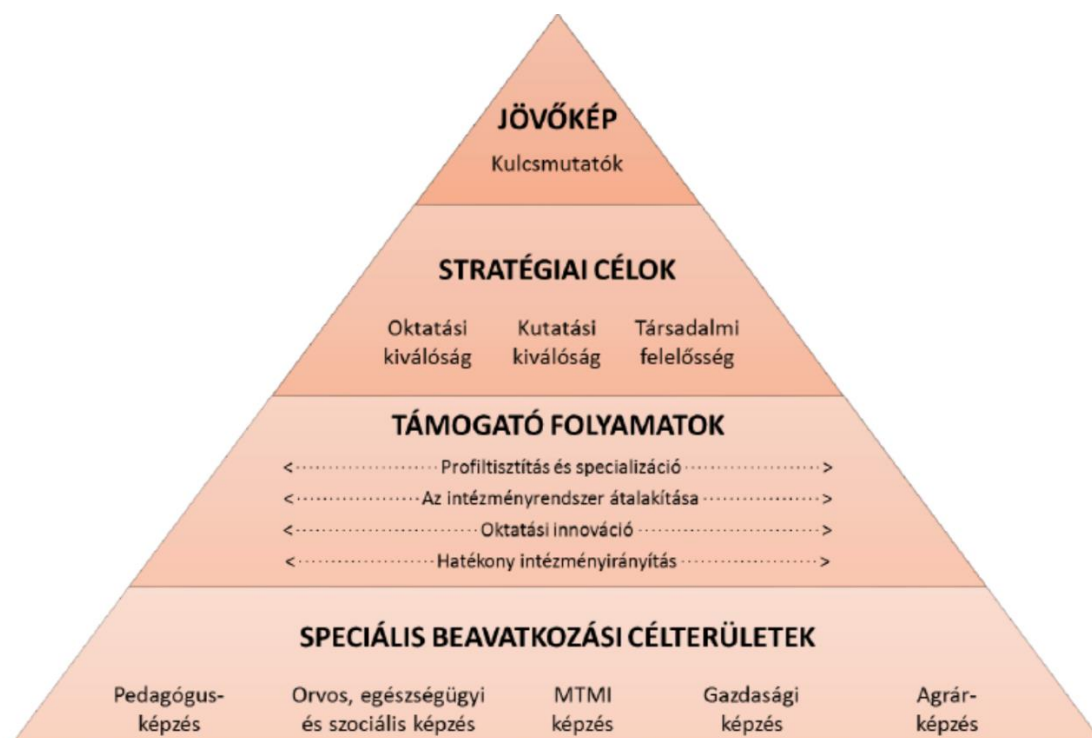 JÖVŐKÉP
Kulcsmutatók
STRATÉGIAI CÉLOK
Oktatási kiválóság
Kutatási kiválóság
Társadalmi felelősség
TÁMOGATÓ FOLYAMATOK
<····················· Profiltisztítás és specializáció ····················>
<·················· Az intézményrendszer átalakítása ·················>
<··························· Oktatási innováció ···························>
<···················· Hatékony intézményirányítás ····················>
SPECIÁLIS BEAVATKOZÁSI CÉLTERÜLETEK
Pedagógus-
képzés
Orvos, egészségügyi
és szociális képzés
MTMI
képzés
Gazdasági
képzés
Agrár-
képzés